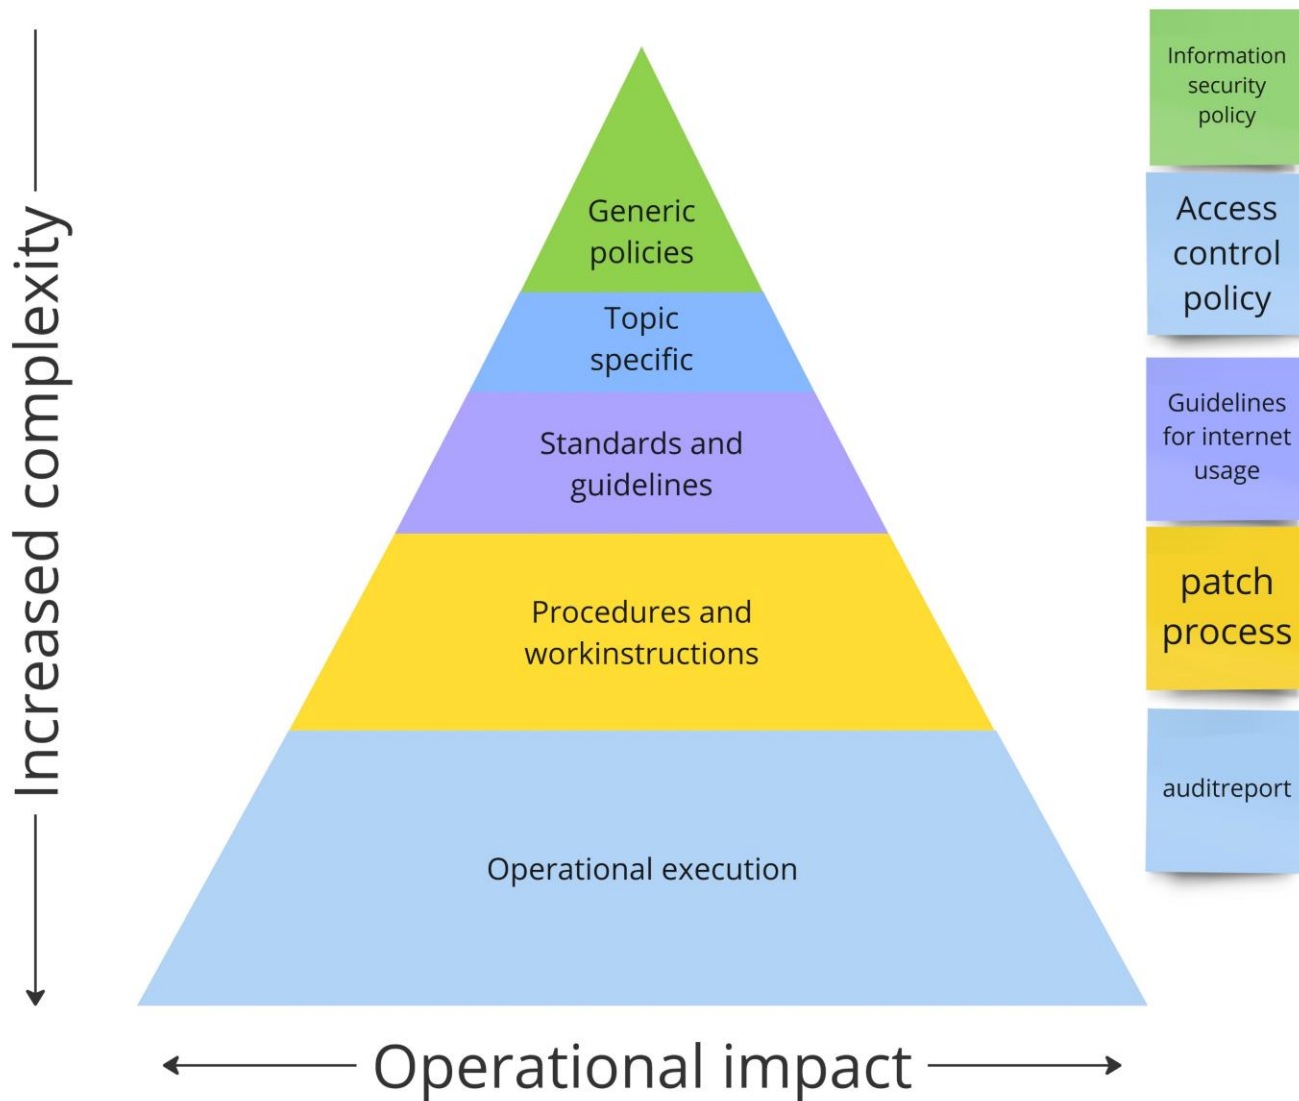 Increased complexity
Generic
policies
Topic
specific
Standards and
guidelines
Procedures and
workinstructions
Operational execution
Operational impact
Information
security
policy
Access
control
policy
Guidelines
for internet
usage
patch
process
auditreport